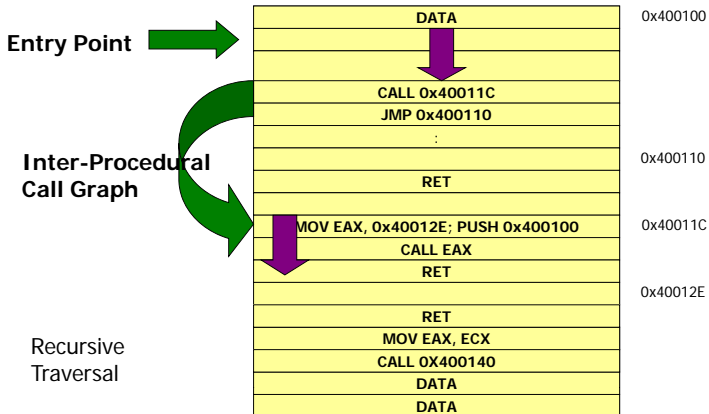 DATA
0x400100
Entry Point
CALL 0x40011C
JMP 0x400110
:
0x400110
Inter-Procedural
Call Graph
RET
MOV EAX, 0x40012E; PUSH 0x400100
0x40011C
CALL EAX
RET
0x40012E
RET
Recursive
Traversal
MOV EAX, ECX
CALL 0X400140
DATA
DATA